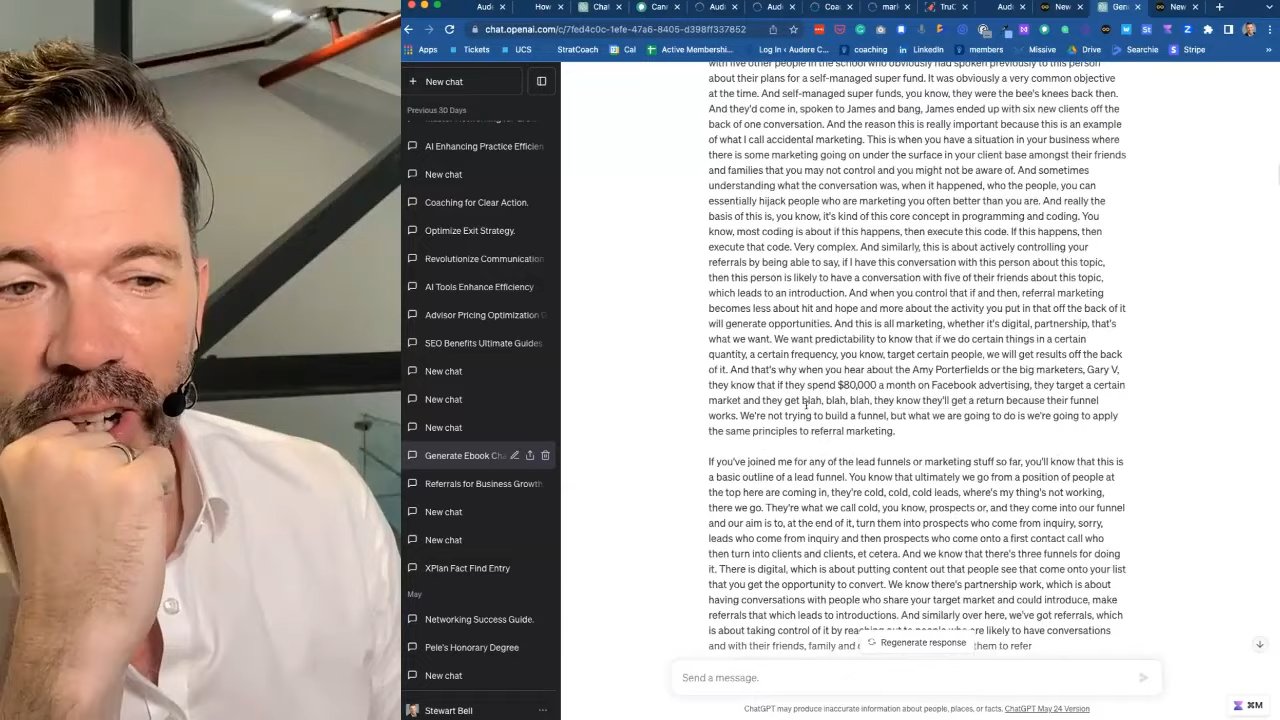 Audi
How
Chat
Can
Audi
Audi
Coa
mari
TruC
Audi
New
Gen
New
chat.openai.com/c/7fed4c0c-1efe-47a6-8405-d398ff337852
Apps
Tickets
UCS
StratCoach
Cal
Active Membershi...
Log In ‹ Audere C...
coaching
LinkedIn
members
Missive
Drive
Searchie
Stripe
New chat
Previous 30 Days
AI Enhancing Practice Efficien
New chat
Coaching for Clear Action.
Optimize Exit Strategy.
Revolutionize Communication
AI Tools Enhance Efficiency
Advisor Pricing Optimization G
SEO Benefits Ultimate Guides
New chat
New chat
New chat
Generate Ebook Cha
Referrals for Business Growth
New chat
New chat
XPlan Fact Find Entry
May
Networking Success Guide.
Pele's Honorary Degree
New chat
Stewart Bell
with five other people in the school who obviously had spoken previously to this person
about their plans for a self-managed super fund. It was obviously a very common objective
at the time. And self-managed super funds, you know, they were the bee's knees back then.
And they'd come in, spoken to James and bang, James ended up with six new clients off the
back of one conversation. And the reason this is really important because this is an example
of what I call accidental marketing. This is when you have a situation in your business where
there is some marketing going on under the surface in your client base amongst their friends
and families that you may not control and you might not be aware of. And sometimes
understanding what the conversation was, when it happened, who the people, you can
essentially hijack people who are marketing you often better than you are. And really the
basis of this is, you know, it's kind of this core concept in programming and coding. You
know, most coding is about if this happens, then execute this code. If this happens, then
execute that code. Very complex. And similarly, this is about actively controlling your
referrals by being able to say, if I have this conversation with this person about this topic,
then this person is likely to have a conversation with five of their friends about this topic,
which leads to an introduction. And when you control that if and then, referral marketing
becomes less about hit and hope and more about the activity you put in that off the back of it
will generate opportunities. And this is all marketing, whether it's digital, partnership, that's
what we want. We want predictability to know that if we do certain things in a certain
quantity, a certain frequency, you know, target certain people, we will get results off the back
of it. And that's why when you hear about the Amy Porterfields or the big marketers, Gary V,
they know that if they spend $80,000 a month on Facebook advertising, they target a certain
market and they get blah, blah, blah, they know they'll get a return because their funnel
works. We're not trying to build a funnel, but what we are going to do is we're going to apply
the same principles to referral marketing.
If you've joined me for any of the lead funnels or marketing stuff so far, you'll know that this is
a basic outline of a lead funnel. You know that ultimately we go from a position of people at
the top here are coming in, they're cold, cold, cold leads, where's my thing's not working,
there we go. They're what we call cold, you know, prospects or, and they come into our funnel
and our aim is to, at the end of it, turn them into prospects who come from inquiry, sorry,
leads who come from inquiry and then prospects who come onto a first contact call who
then turn into clients and clients, et cetera. And we know that there's three funnels for doing
it. There is digital, which is about putting content out that people see that come onto your list
that you get the opportunity to convert. We know there's partnership work, which is about
having conversations with people who share your target market and could introduce, make
referrals that which leads to introductions. And similarly over here, we've got referrals, which
is about taking control of it by are likely to have conversations
and with their friends, family and them to refer
Regenerate response
Send a message.
ChatGPT may produce inaccurate information about people, places, or facts. ChatGPT May 24 Version
⌘M